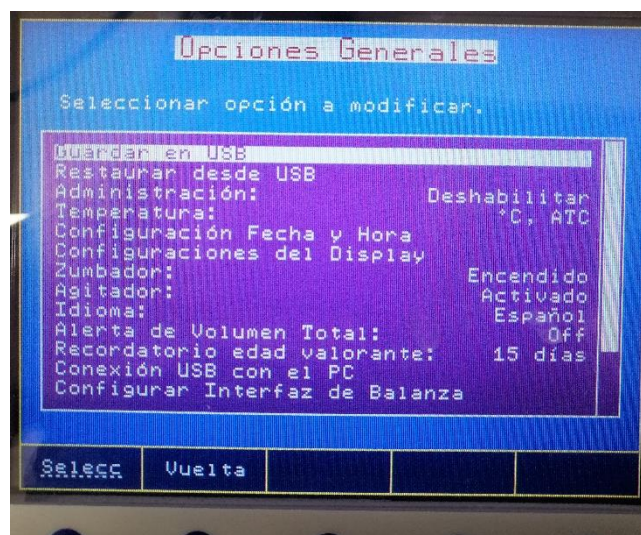 Opciones Generales
Seleccionar opción a modificar.
Guardar en USB
Restaurar desde USB
Administración: Deshabilitar
Temperatura: °C, ATC
Configuración Fecha y Hora
Configuraciones del Display
Zumbador: Encendido
Agitador: Activado
Idioma: Español
Alerta de Volumen Total: Off
Recordatorio edad valorante: 15 días
Conexión USB con el PC
Configurar Interfaz de Balanza
Selecc Vuelta